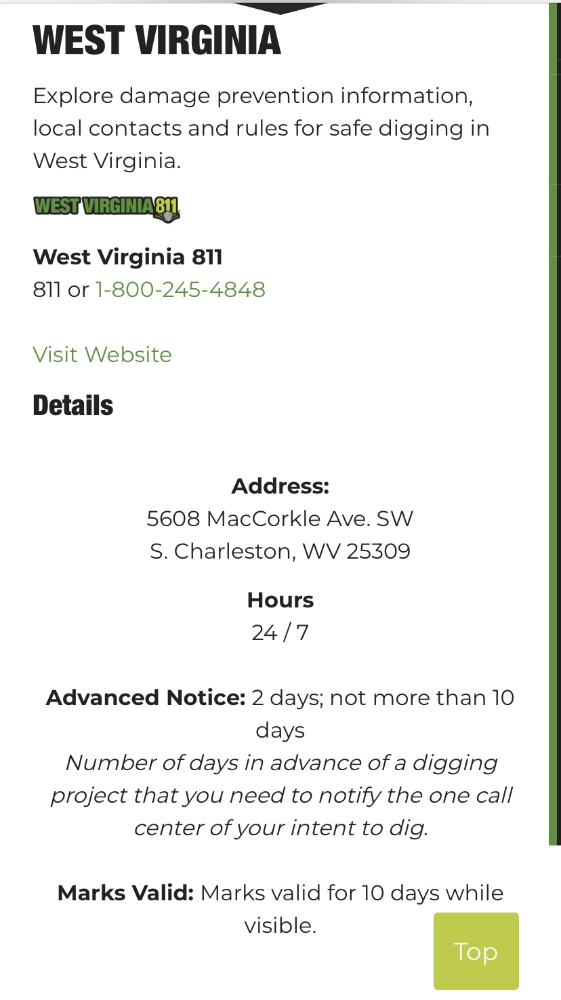 WEST VIRGINIA
Explore damage prevention information,
local contacts and rules for safe digging in
West Virginia.
WEST VIRGINIA 811
West Virginia 811
811 or 1-800-245-4848
Visit Website
Details
Address:
5608 MacCorkle Ave. SW
S. Charleston, WV 25309
Hours
24 / 7
Advanced Notice: 2 days; not more than 10
days
Number of days in advance of a digging
project that you need to notify the one call
center of your intent to dig.
Marks Valid: Marks valid for 10 days while
visible.
Top